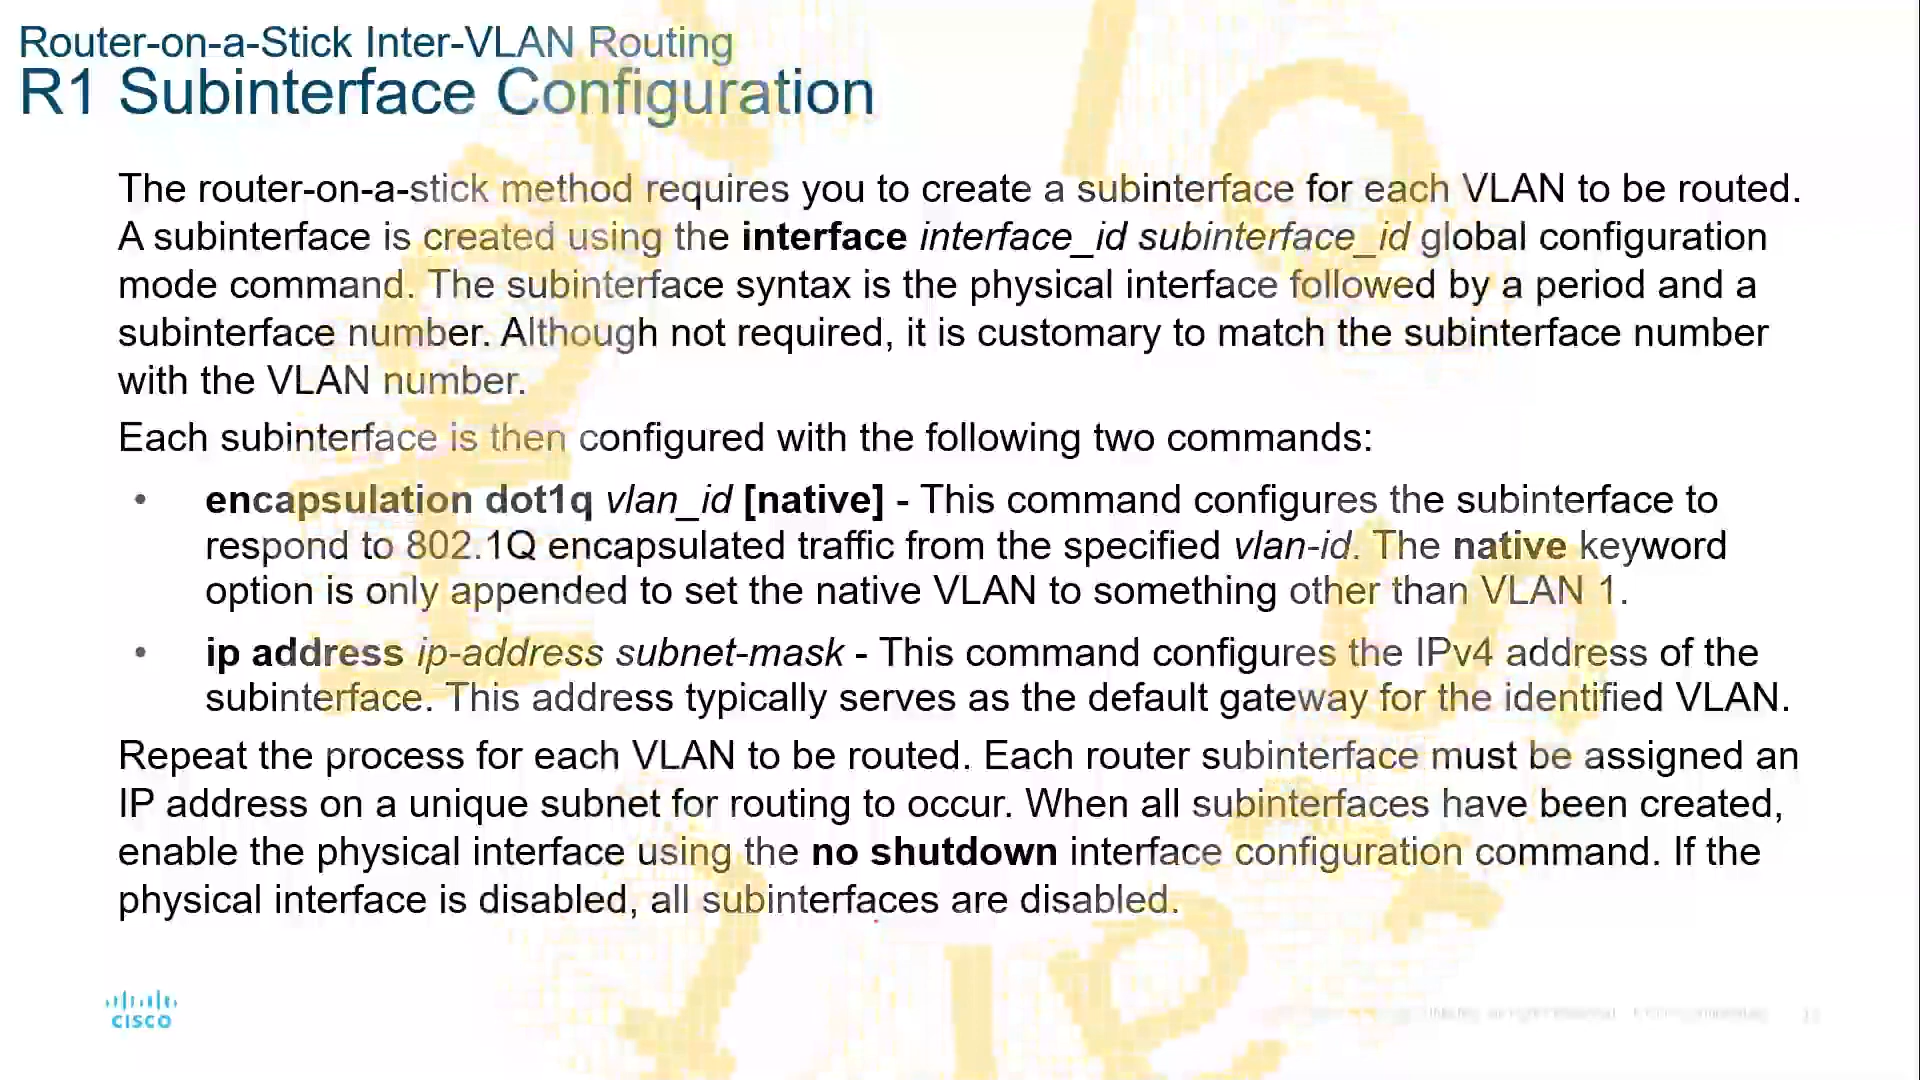 Router-on-a-Stick Inter-VLAN Routing
R1 Subinterface Configuration
The router-on-a-stick method requires you to create a subinterface for each VLAN to be routed.
A subinterface is created using the interface interface_id subinterface_id global configuration
mode command. The subinterface syntax is the physical interface followed by a period and a
subinterface number. Although not required, it is customary to match the subinterface number
with the VLAN number.
Each subinterface is then configured with the following two commands:
• encapsulation dot1q vlan_id [native] - This command configures the subinterface to
respond to 802.1Q encapsulated traffic from the specified vlan-id. The native keyword
option is only appended to set the native VLAN to something other than VLAN 1.
• ip address ip-address subnet-mask - This command configures the IPv4 address of the
subinterface. This address typically serves as the default gateway for the identified VLAN.
Repeat the process for each VLAN to be routed. Each router subinterface must be assigned an
IP address on a unique subnet for routing to occur. When all subinterfaces have been created,
enable the physical interface using the no shutdown interface configuration command. If the
physical interface is disabled, all subinterfaces are disabled.
CISCO